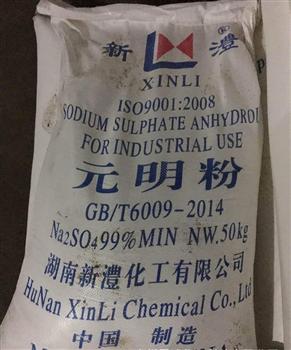 新 澧 ®
XINLI
ISO9001:2008
SODIUM SULPHATE ANHYDROU
FOR INDUSTRIAL USE
元明粉
GB/T6009-2014
Na2SO4 99% MIN NW. 50kg
湖南新澧化工有限公司
HuNan XinLi Chemical Co., Ltd
中国 制造